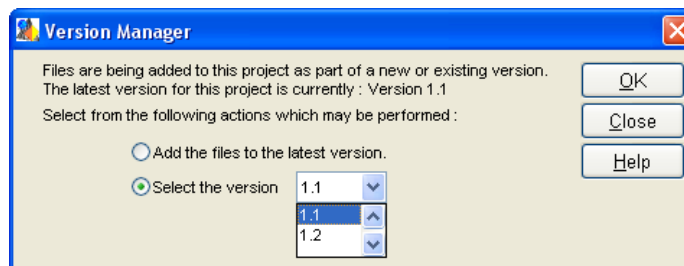 Version Manager
Files are being added to this project as part of a new or existing version.
The latest version for this project is currently : Version 1.1
Select from the following actions which may be performed :
Add the files to the latest version.
Select the version 1.1
1.1
1.2
OK
Close
Help